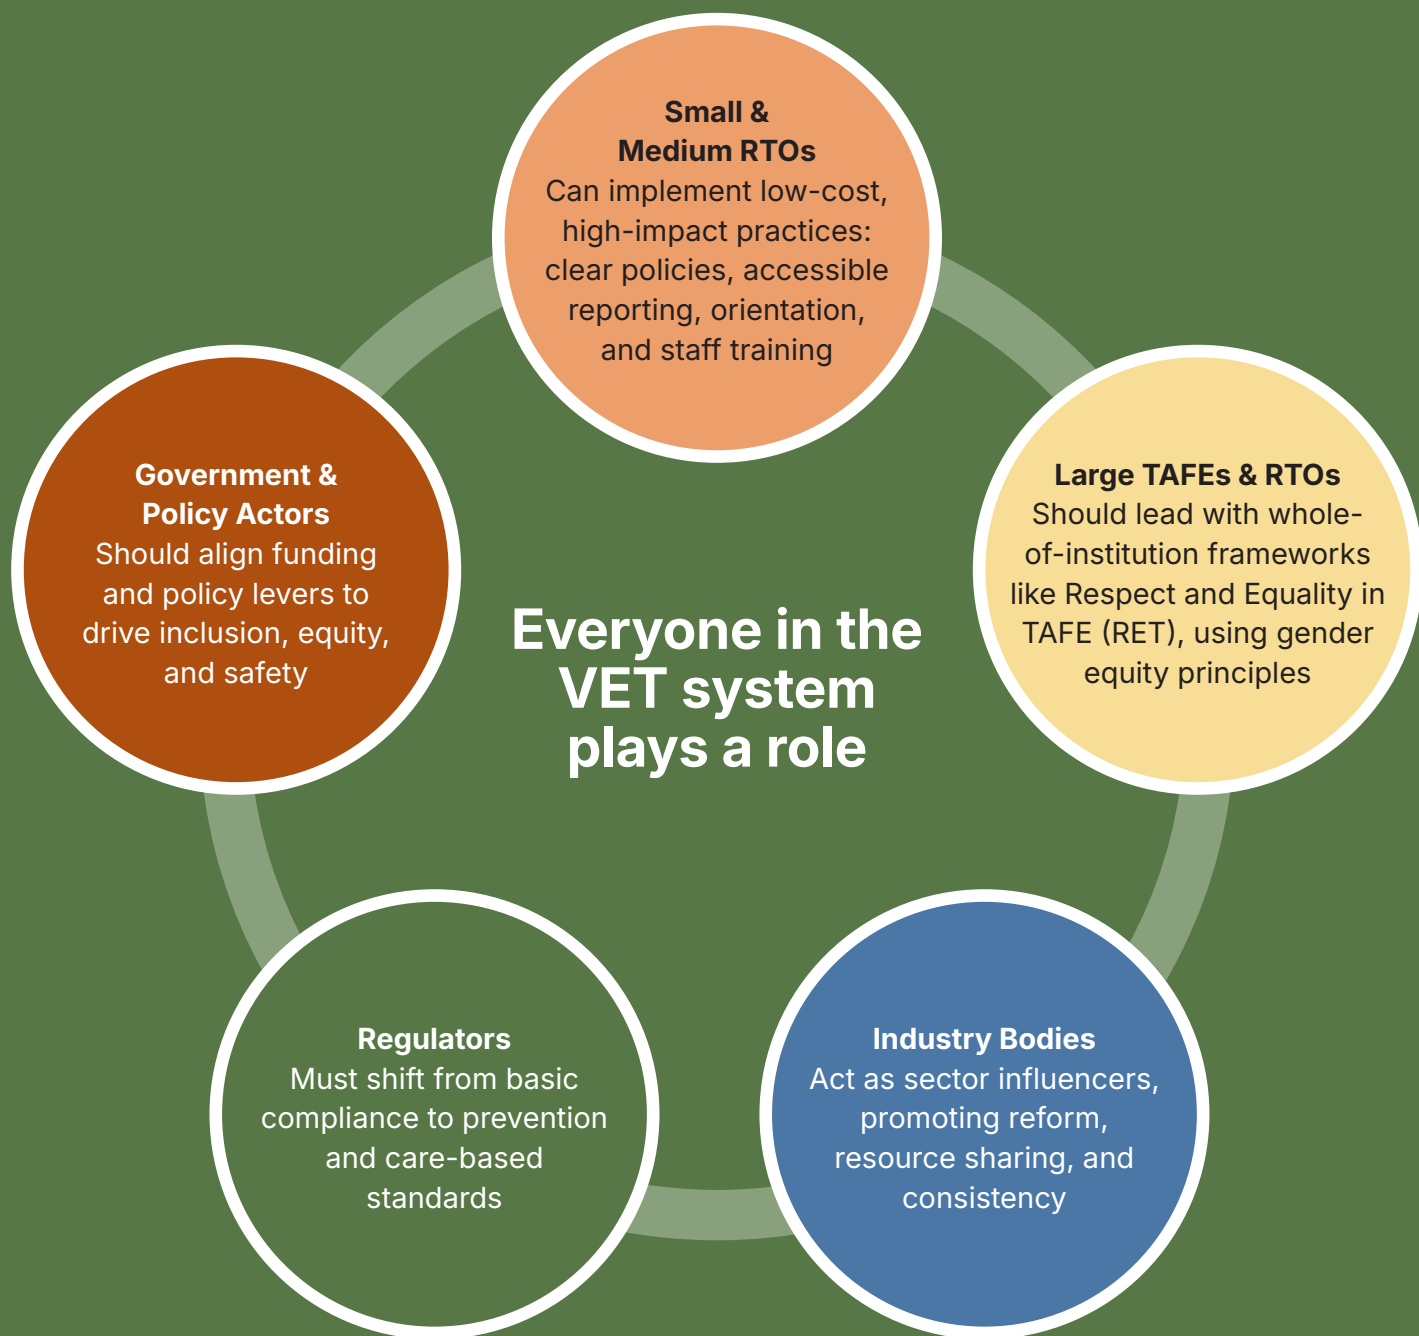 Small &
Medium RTOs
Can implement low-cost,
high-impact practices:
clear policies, accessible
reporting, orientation,
and staff training
Government &
Policy Actors
Should align funding
and policy levers to
drive inclusion, equity,
and safety
Everyone in the
VET system
plays a role
Large TAFEs & RTOs
Should lead with whole-
of-institution frameworks
like Respect and Equality in
TAFE (RET), using gender
equity principles
Regulators
Must shift from basic
compliance to prevention
and care-based
standards
Industry Bodies
Act as sector influencers,
promoting reform,
resource sharing, and
consistency